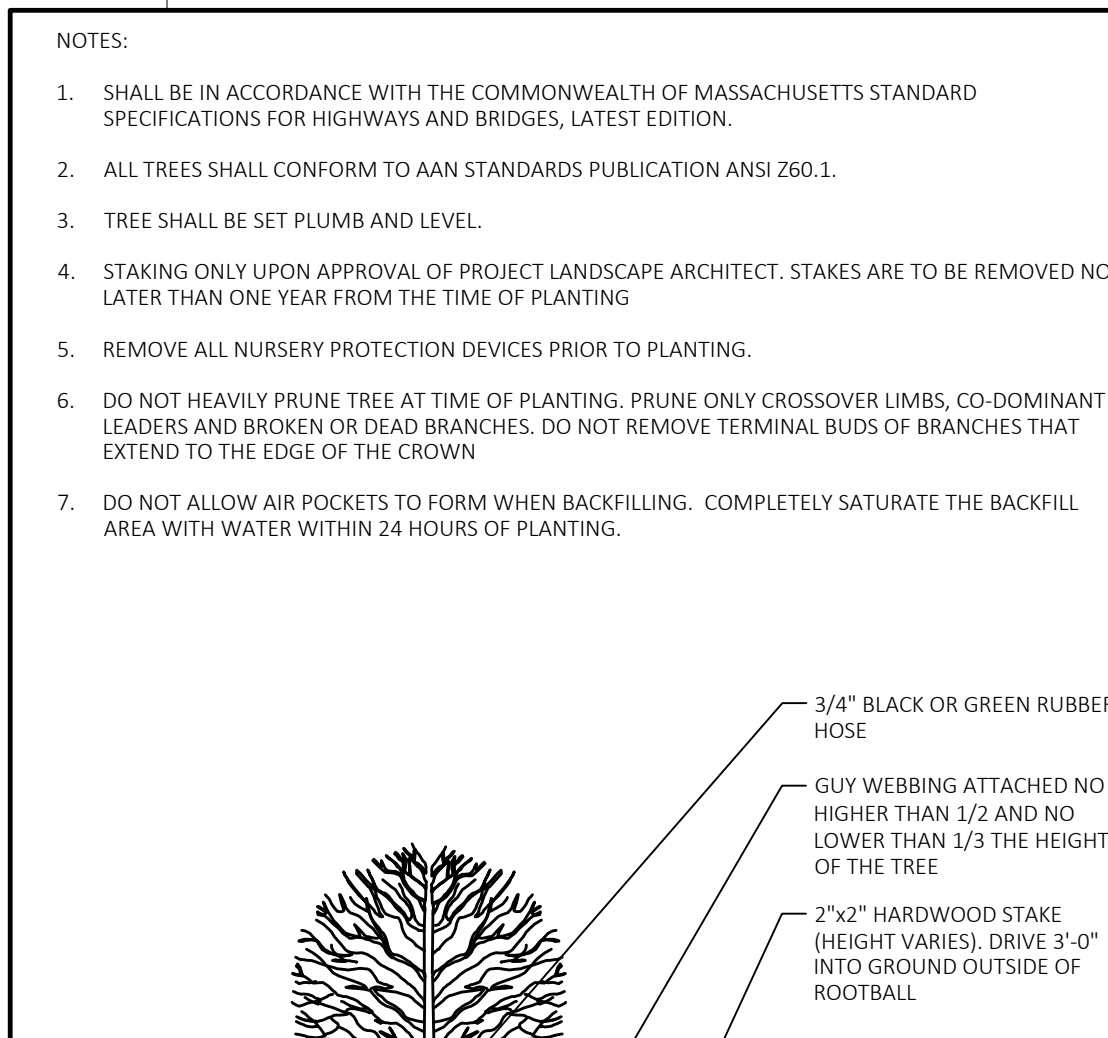 NOTES:
1. SHALL BE IN ACCORDANCE WITH THE COMMONWEALTH OF MASSACHUSETTS STANDARD
SPECIFICATIONS FOR HIGHWAYS AND BRIDGES, LATEST EDITION.
2. ALL TREES SHALL CONFORM TO AAN STANDARDS PUBLICATION ANSI Z60.1.
3. TREE SHALL BE SET PLUMB AND LEVEL.
4. STAKING ONLY UPON APPROVAL OF PROJECT LANDSCAPE ARCHITECT. STAKES ARE TO BE REMOVED NO
LATER THAN ONE YEAR FROM THE TIME OF PLANTING
5. REMOVE ALL NURSERY PROTECTION DEVICES PRIOR TO PLANTING.
6. DO NOT HEAVILY PRUNE TREE AT TIME OF PLANTING. PRUNE ONLY CROSSOVER LIMBS, CO-DOMINANT
LEADERS AND BROKEN OR DEAD BRANCHES. DO NOT REMOVE TERMINAL BUDS OF BRANCHES THAT
EXTEND TO THE EDGE OF THE CROWN
7. DO NOT ALLOW AIR POCKETS TO FORM WHEN BACKFILLING. COMPLETELY SATURATE THE BACKFILL
AREA WITH WATER WITHIN 24 HOURS OF PLANTING.
3/4" BLACK OR GREEN RUBBER
HOSE
GUY WEBBING ATTACHED NO
HIGHER THAN 1/2 AND NO
LOWER THAN 1/3 THE HEIGHT
OF THE TREE
2"x2" HARDWOOD STAKE
(HEIGHT VARIES). DRIVE 3'-0"
INTO GROUND OUTSIDE OF
ROOTBALL